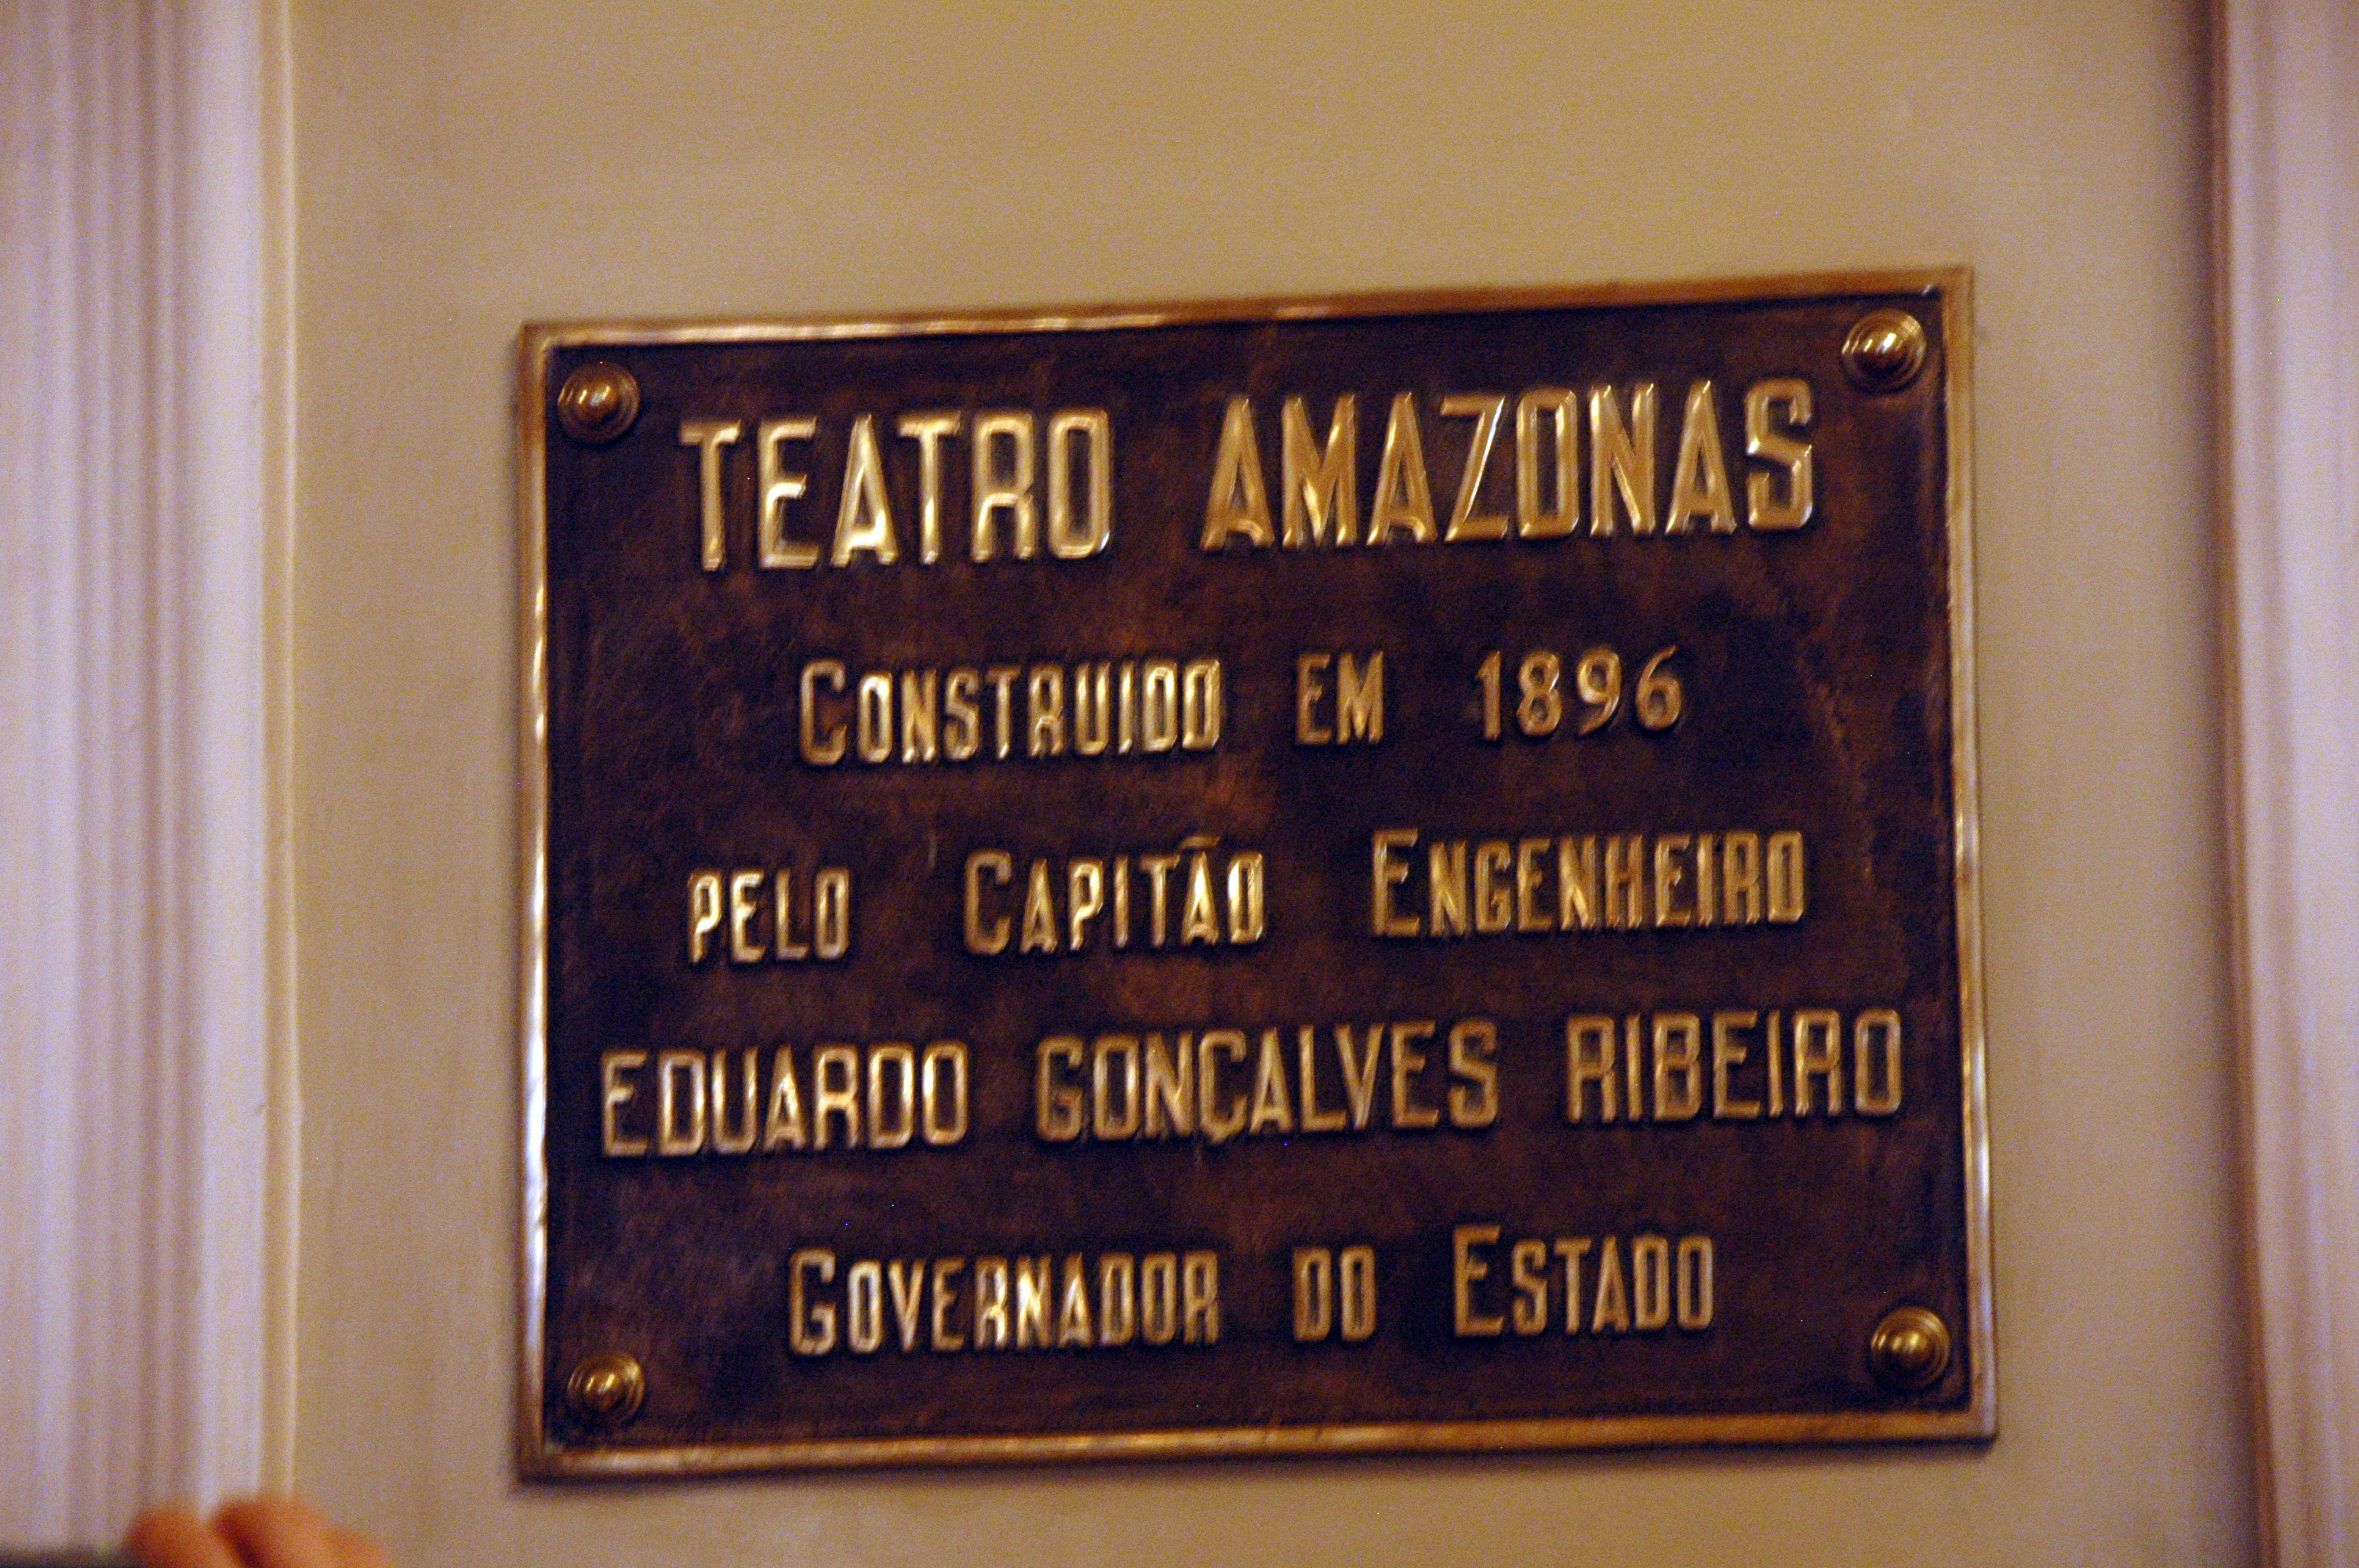 TEATRO AMAZONAS
CONSTRUIDO EM 1896
PELO CAPITÃO ENGENHEIRO
EDUARDO GONÇALVES RIBEIRO
GOVERNADOR DO ESTADO